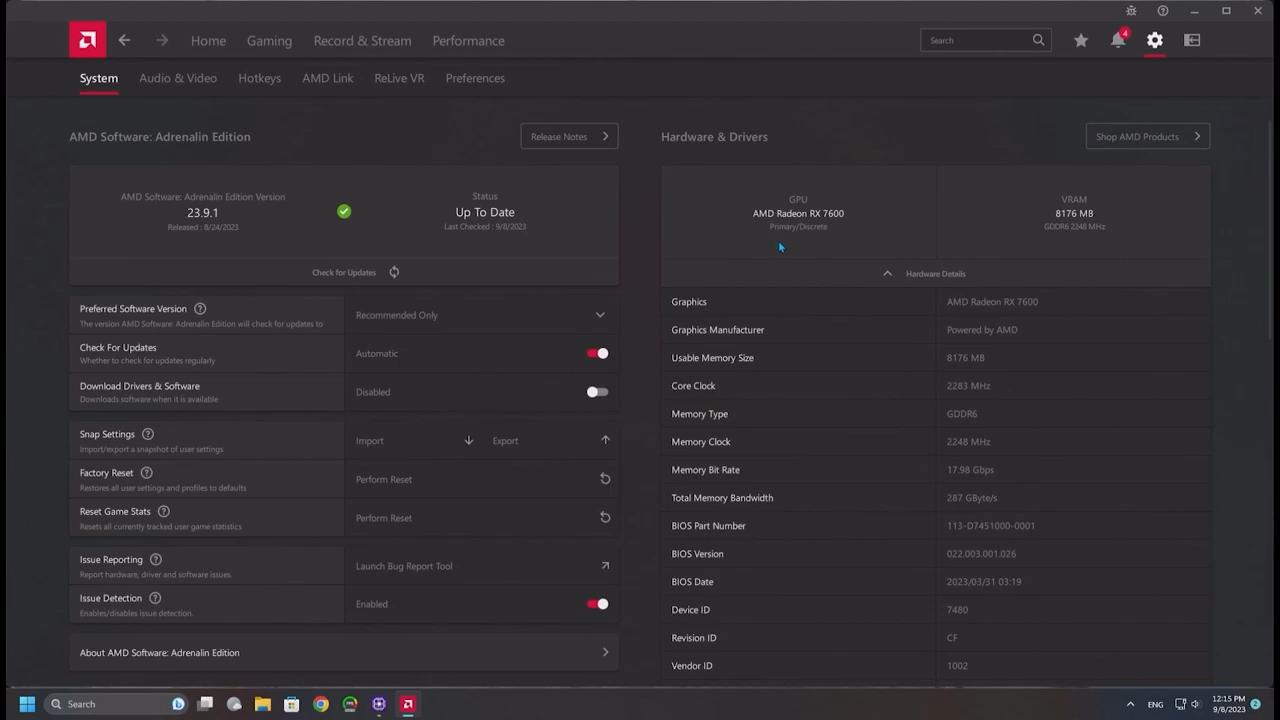 4
Home
Gaming
Record & Stream
Performance
Search
System
Audio & Video
Hotkeys
AMD Link
ReLive VR
Preferences
AMD Software: Adrenalin Edition
Release Notes
AMD Software: Adrenalin Edition Version
23.9.1
Released : 8/24/2023
Status
Up To Date
Last Checked : 9/8/2023
Check for Updates
Preferred Software Version
The version AMD Software: Adrenalin Edition will check for updates to
Recommended Only
Check For Updates
Whether to check for updates regularly
Automatic
Download Drivers & Software
Downloads software when it is available
Disabled
Snap Settings
Import/export a snapshot of user settings
Import
Export
Factory Reset
Restores all user settings and profiles to defaults
Perform Reset
Reset Game Stats
Resets all currently tracked user game statistics
Perform Reset
Issue Reporting
Report hardware, driver and software issues.
Launch Bug Report Tool
Issue Detection
Enables/disables issue detection.
Enabled
About AMD Software: Adrenalin Edition
Hardware & Drivers
Shop AMD Products
GPU
AMD Radeon RX 7600
Primary/Discrete
VRAM
8176 MB
GDDR6 2248 MHz
Hardware Details
Graphics
AMD Radeon RX 7600
Graphics Manufacturer
Powered by AMD
Usable Memory Size
8176 MB
Core Clock
2283 MHz
Memory Type
GDDR6
Memory Clock
2248 MHz
Memory Bit Rate
17.98 Gbps
Total Memory Bandwidth
287 GByte/s
BIOS Part Number
113-D7451000-0001
BIOS Version
022.003.001.026
BIOS Date
2023/03/31 03:19
Device ID
7480
Revision ID
CF
Vendor ID
1002
Search
ENG
12:15 PM
9/8/2023
2